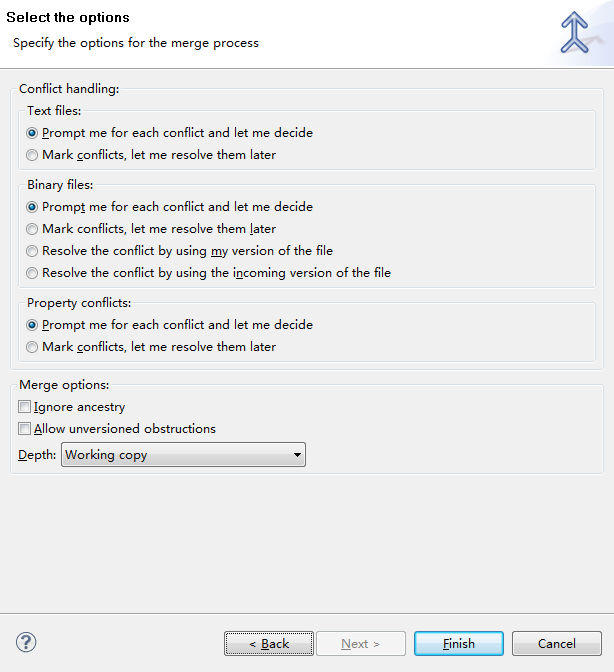 Select the options
Specify the options for the merge process
Conflict handling:
Text files:
Prompt me for each conflict and let me decide
Mark conflicts, let me resolve them later
Binary files:
Prompt me for each conflict and let me decide
Mark conflicts, let me resolve them later
Resolve the conflict by using my version of the file
Resolve the conflict by using the incoming version of the file
Property conflicts:
Prompt me for each conflict and let me decide
Mark conflicts, let me resolve them later
Merge options:
Ignore ancestry
Allow unversioned obstructions
Depth: Working copy
? < Back Next > Finish Cancel